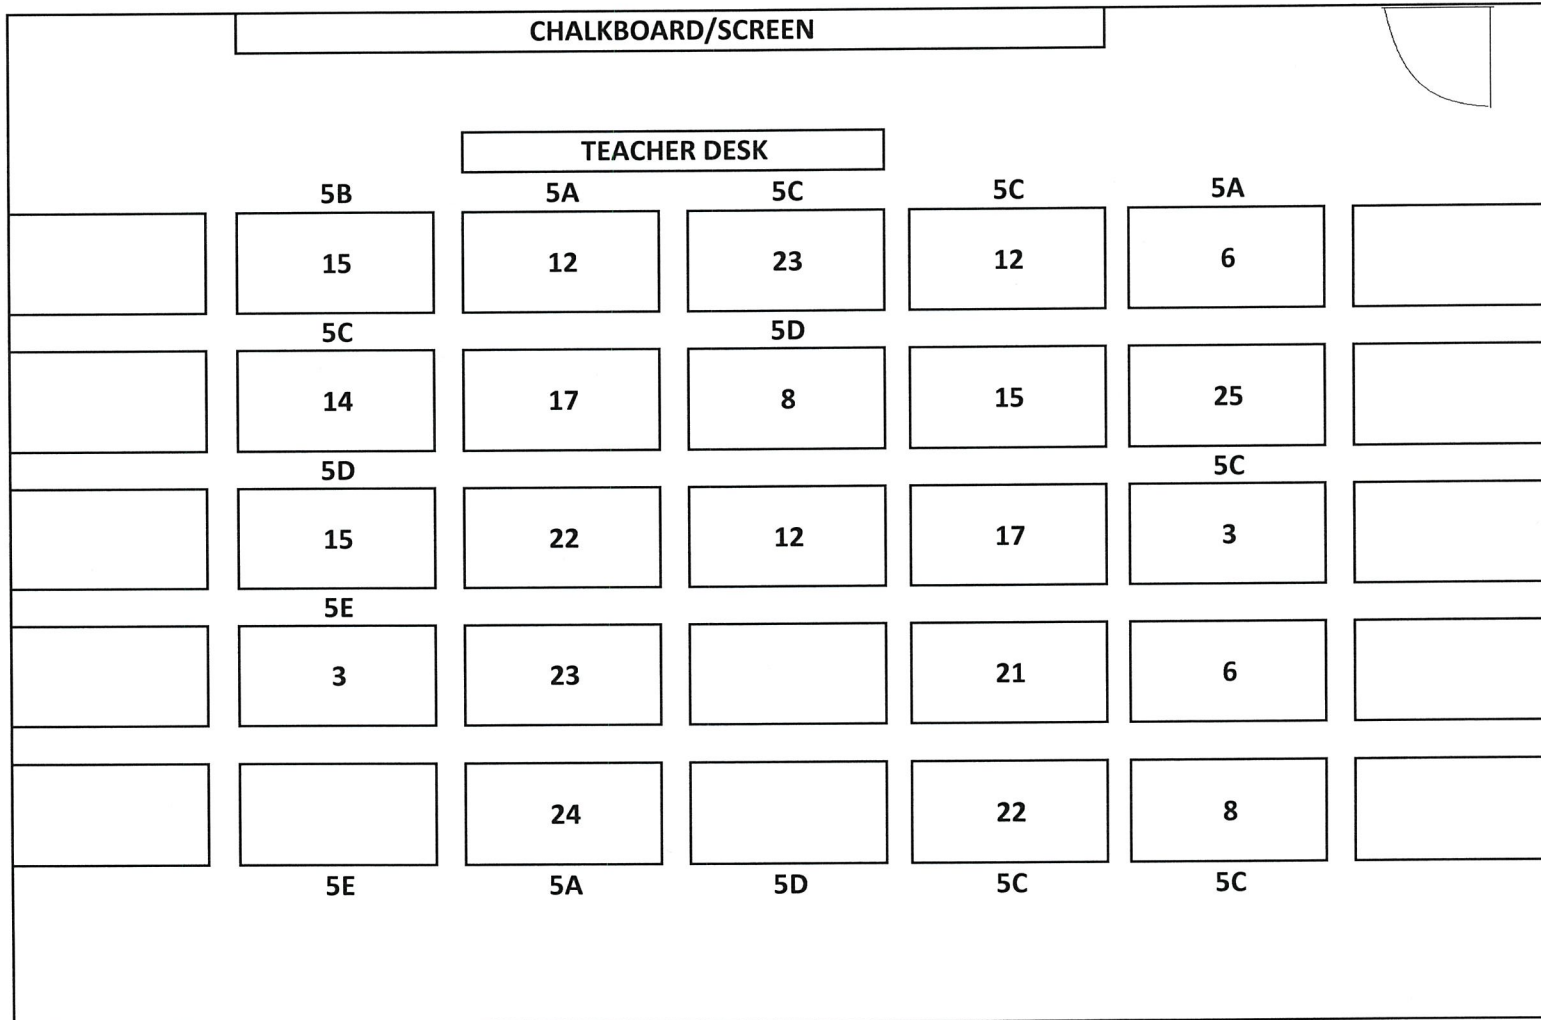 CHALKBOARD/SCREEN
TEACHER DESK
5B 5A 5C 5C 5A
15 12 23 12 6
5C 5D
14 17 8 15 25
5D 5C
15 22 12 17 3
5E
3 23 21 6
24 22 8
5E 5A 5D 5C 5C